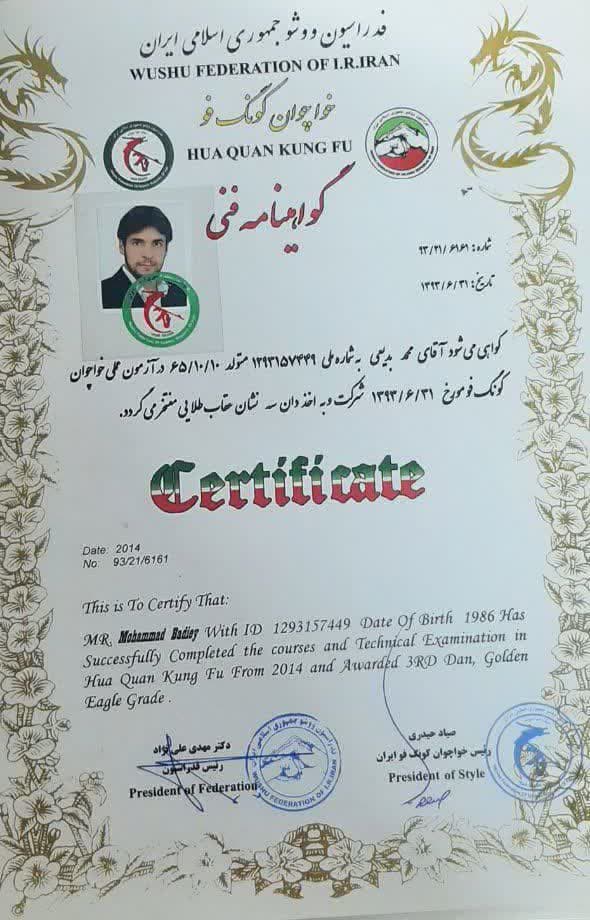 فدراسیون ووشو جمهوری اسلامی ایران
WUSHU FEDERATION OF I.R.IRAN
خواچوان کونگ فو
HUA QUAN KUNG FU
گواهینامه فنی
شماره: ۹۳/۲۱/۶۱۶۱
تاریخ: ۱۳۹۳/۶/۳۱
گواهی می شود آقای محمد بدیعی به شماره ملی ۱۲۹۳۱۵۷۴۴۹ متولد ۶۵/۱۰/۱۰ در آزمون عملی خواچوان
کونگ فو مورخ ۱۳۹۳/۶/۳۱ شرکت و به اخذ دان سه نشان عقاب طلایی مفتخر می گردد.
Certificate
Date: 2014
No: 93/21/6161
This is To Certify That:
MR. Mohammad Badiey With ID 1293157449 Date Of Birth 1986 Has
Successfully Completed the courses and Technical Examination in
Hua Quan Kung Fu From 2014 and Awarded 3RD Dan, Golden
Eagle Grade .
دکتر مهدی علی نژاد
رئیس فدراسیون
President of Federation
WUSHU FEDERATION OF I.R.IRAN
صیاد حیدری
رئیس خواچوان کونگ فو ایران
President of Style